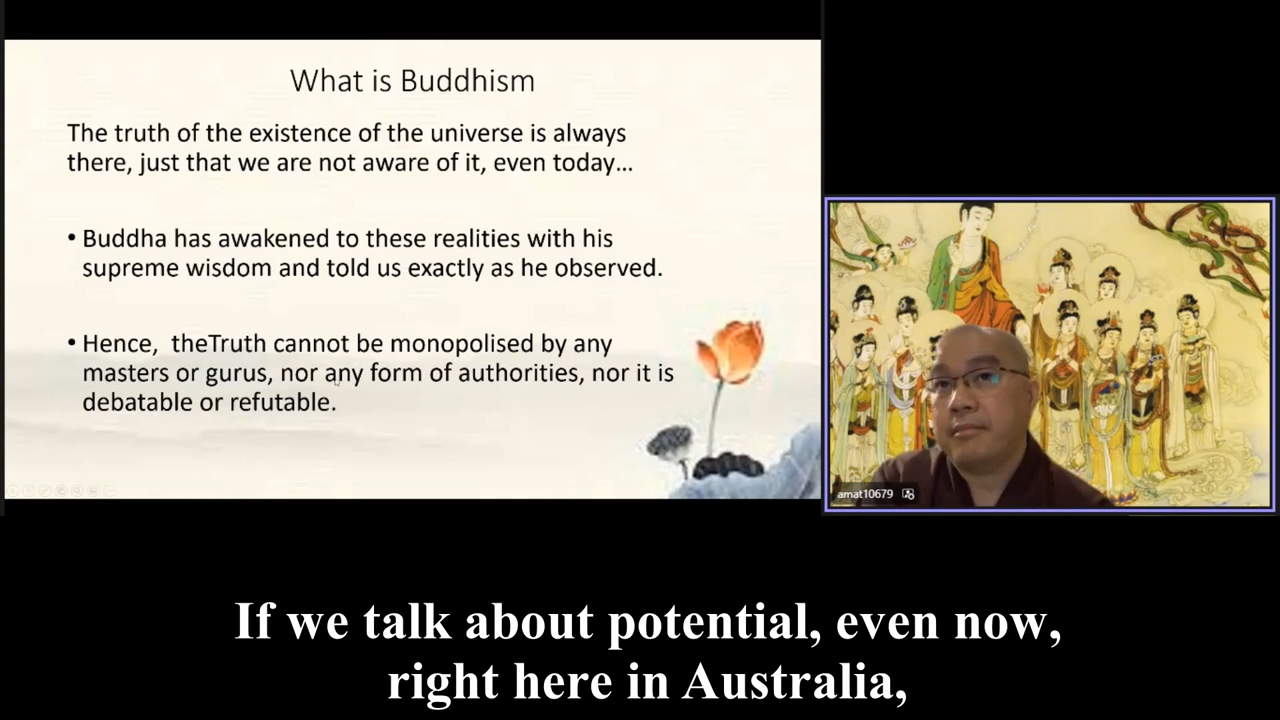 What is Buddhism
The truth of the existence of the universe is always
there, just that we are not aware of it, even today...
• Buddha has awakened to these realities with his
supreme wisdom and told us exactly as he observed.
• Hence,  theTruth cannot be monopolised by any
masters or gurus, nor any form of authorities, nor it is
debatable or refutable.
amat10679
If we talk about potential, even now,
right here in Australia,